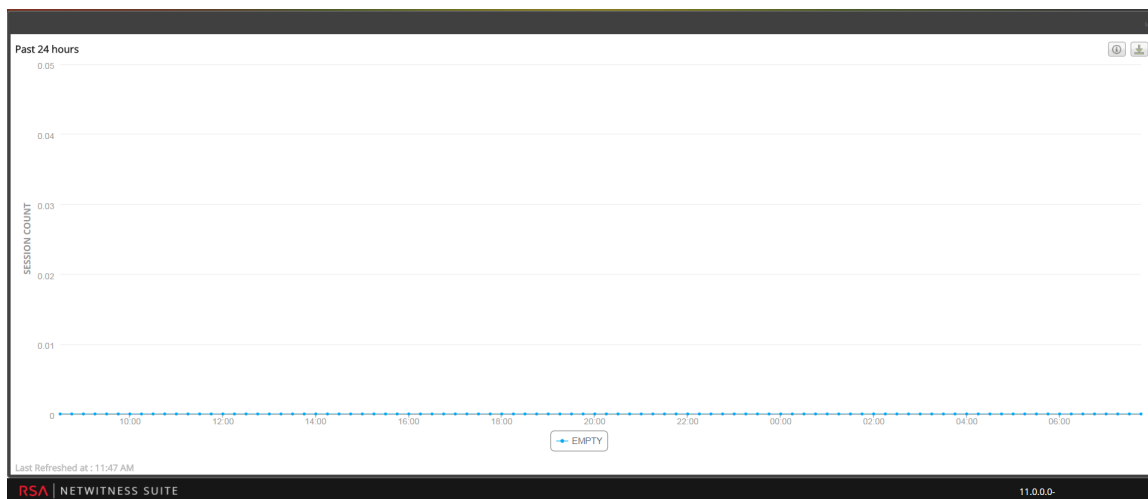 Past 24 hours
0.05
0.04
0.03
0.02
0.01
0
SESSION COUNT
10:00 12:00 14:00 16:00 18:00 20:00 22:00 00:00 02:00 04:00 06:00
EMPTY
Last Refreshed at : 11:47 AM
RSA | NETWITNESS SUITE 11.0.0.0-